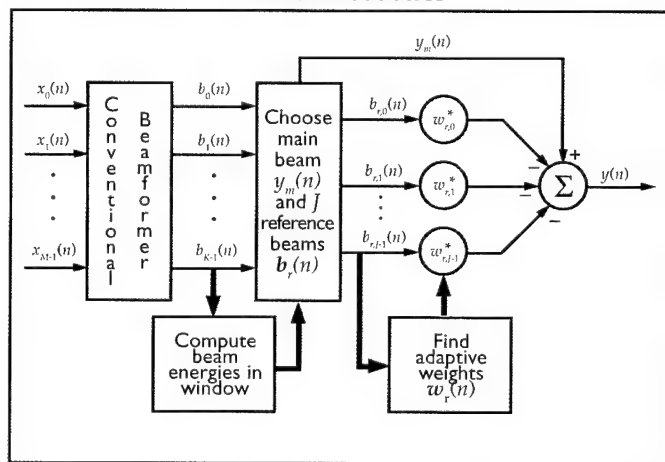 y_m(n)
x_0(n)
b_0(n)
b_{r,0}(n)
w*_{r,0}
x_1(n)
b_1(n)
b_{r,1}(n)
w*_{r,1}
x_{M-1}(n)
b_{K-1}(n)
b_{r,J-1}(n)
w*_{r,J-1}
Conventional
Beamformer
Choose
main
beam
y_m(n)
and J
reference
beams
b_r(n)
+
−
−
−
Σ
y(n)
Compute
beam
energies in
window
Find
adaptive
weights
w_r(n)